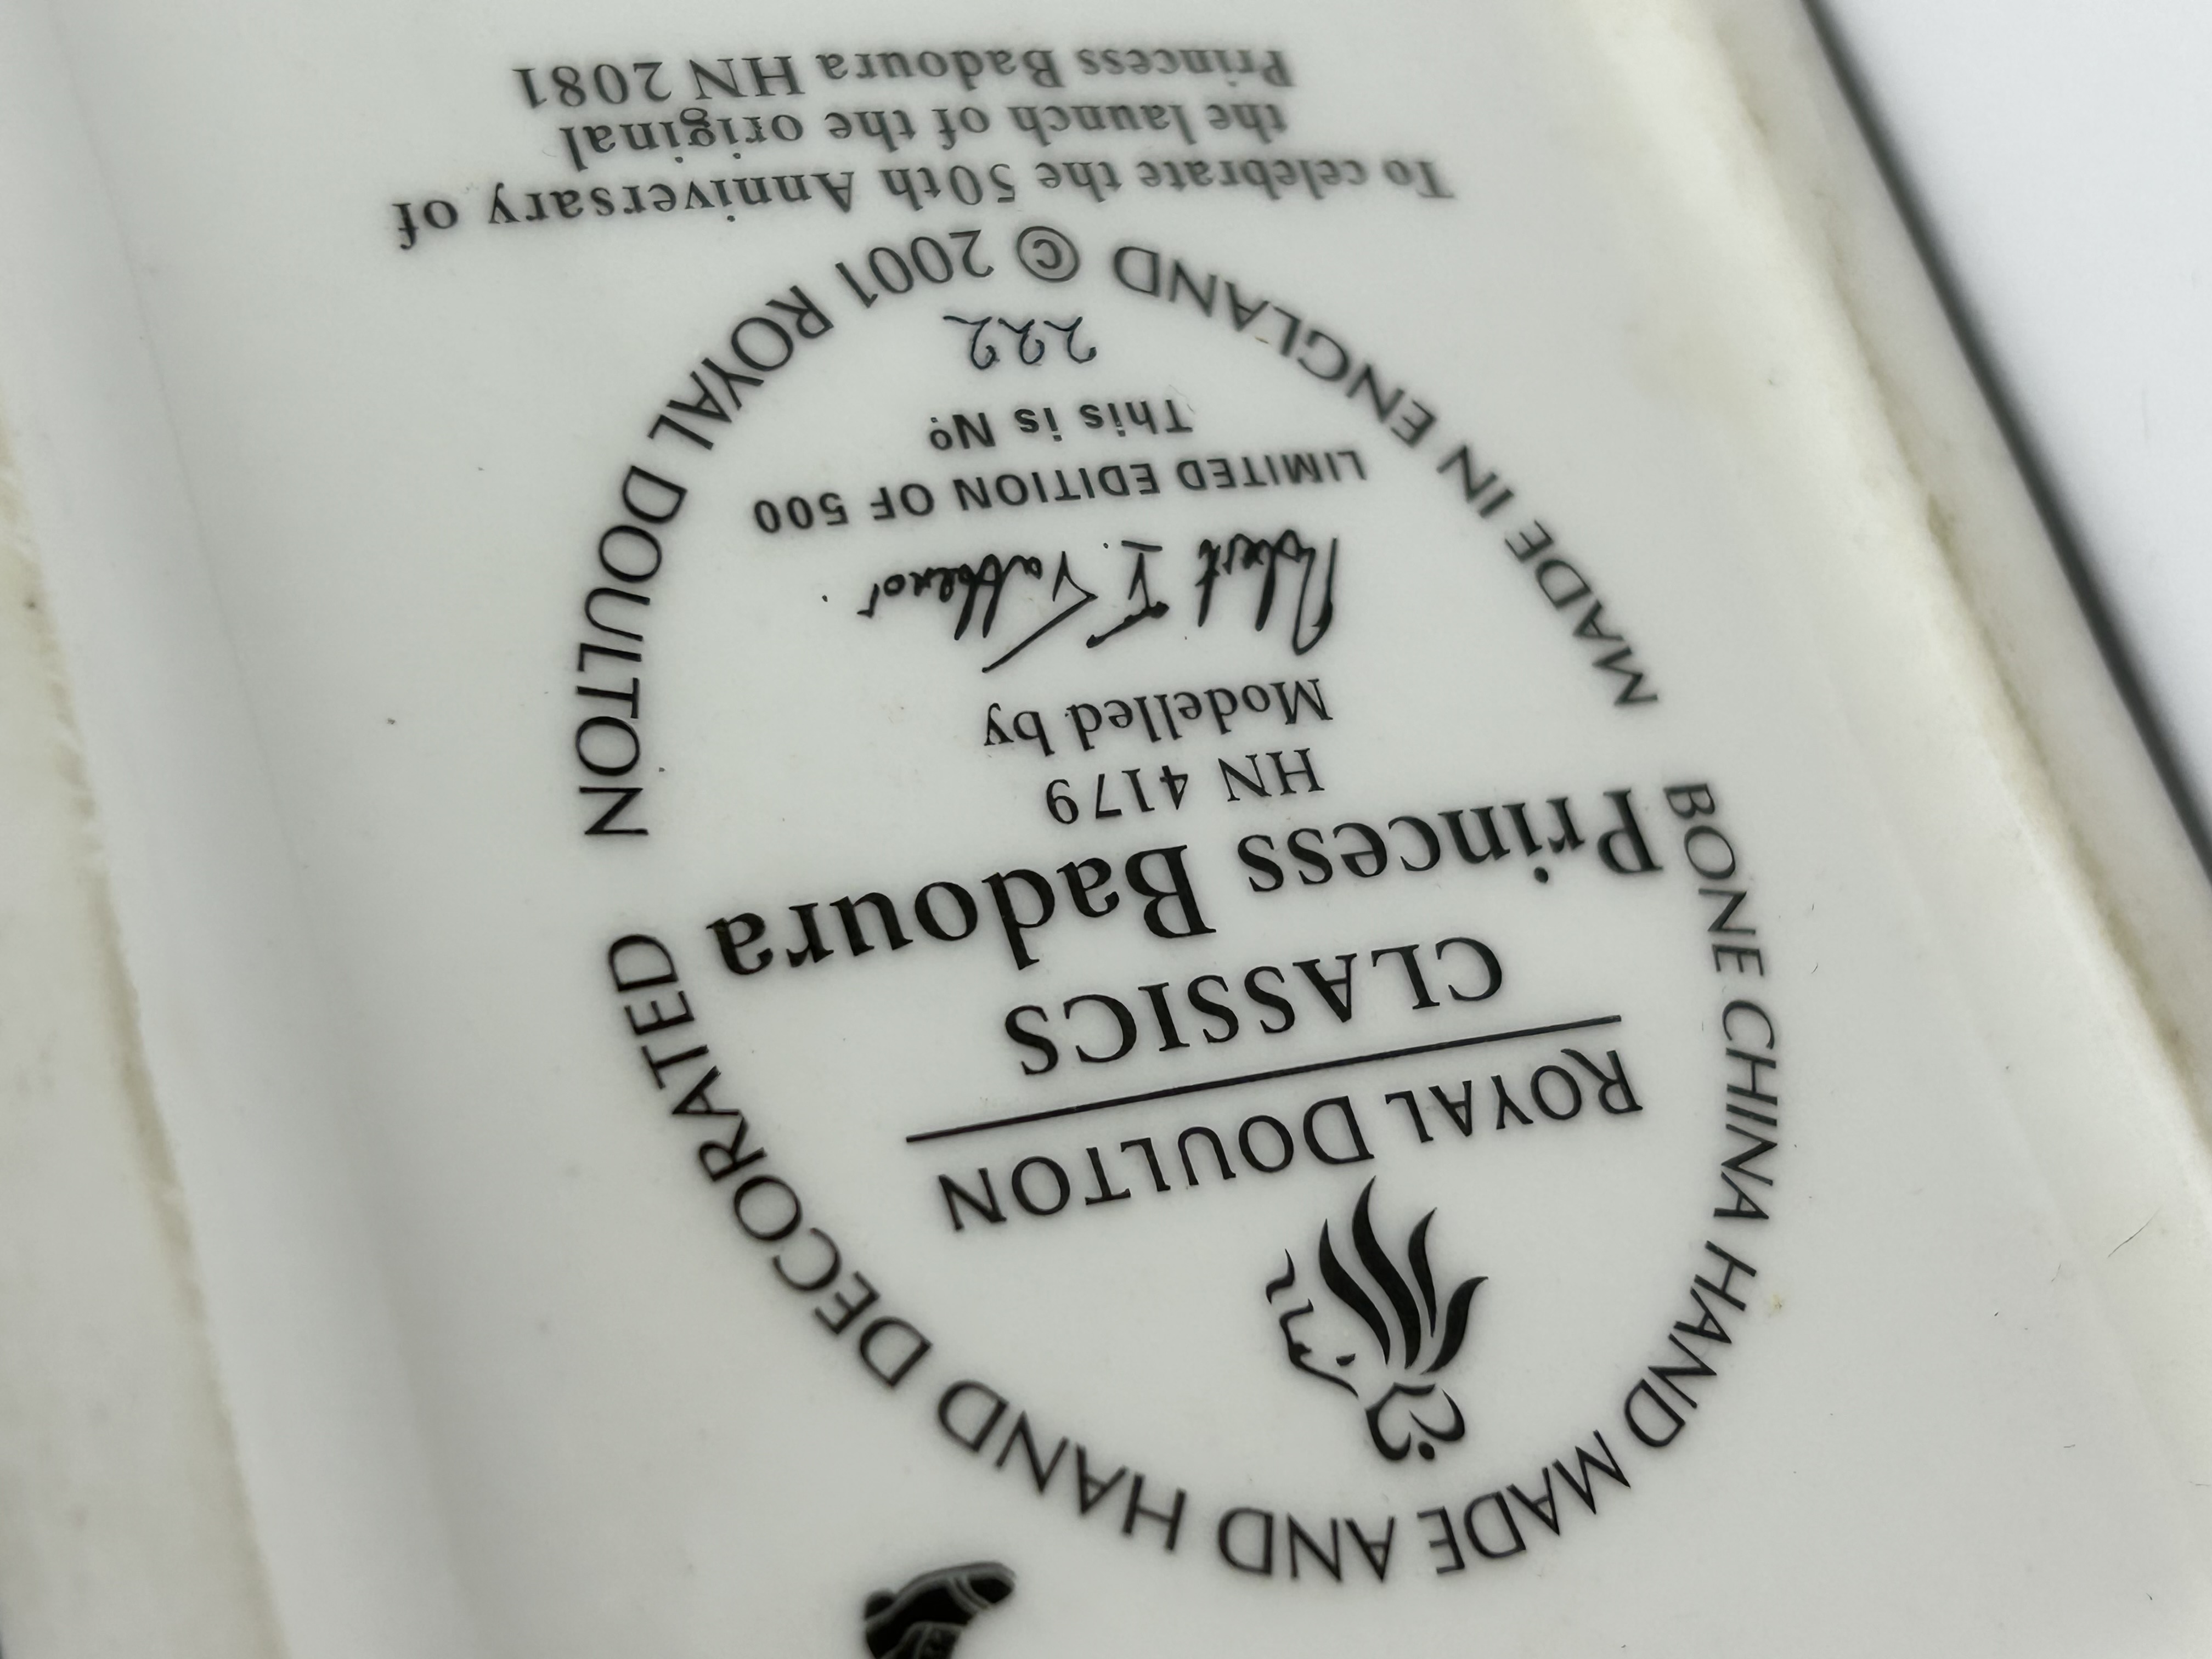 BONE CHINA HAND MADE AND HAND DECORATED
ROYAL DOULTON
CLASSICS
Princess Badoura
HN 4179
Modelled by
Robert I. Tabbenor.
LIMITED EDITION OF 500
This is Nº
222
MADE IN ENGLAND © 2001 ROYAL DOULTON
To celebrate the 50th Anniversary of
the launch of the original
Princess Badoura HN 2081